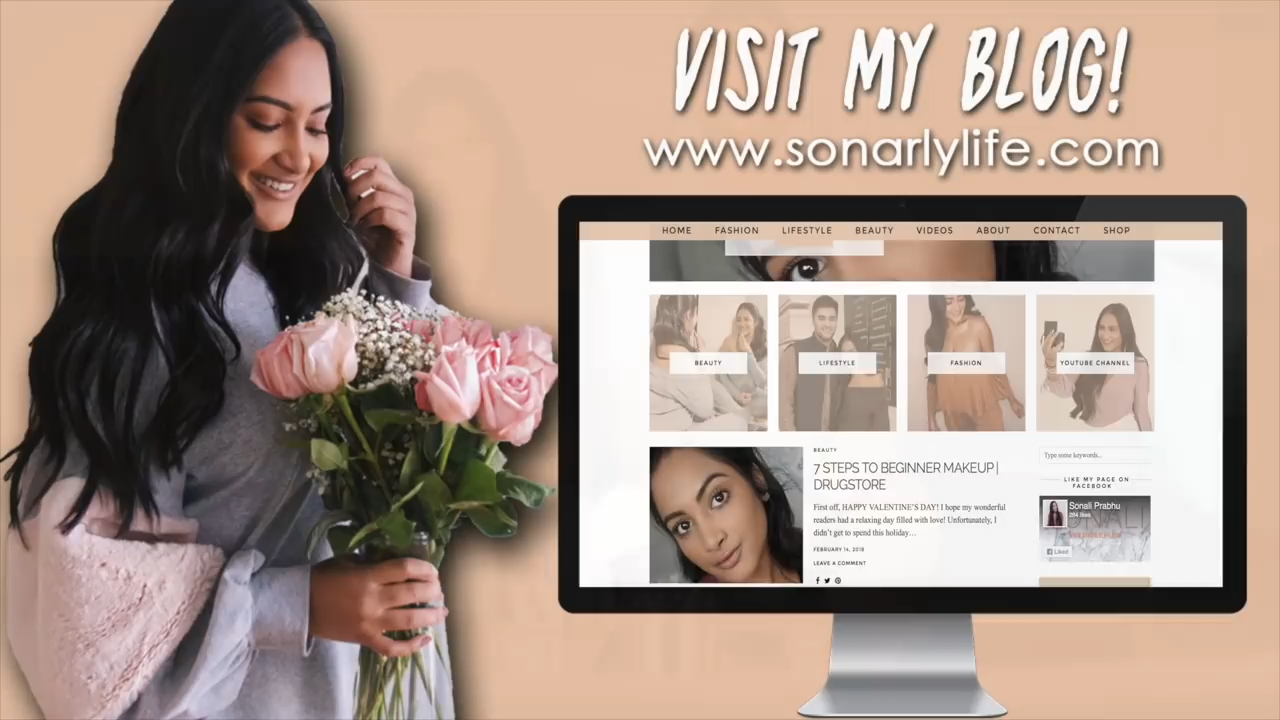 VISIT MY BLOG!
www.sonarlylife.com
HOME FASHION LIFESTYLE BEAUTY VIDEOS ABOUT CONTACT SHOP
BEAUTY
LIFESTYLE
FASHION
YOUTUBE CHANNEL
BEAUTY
7 STEPS TO BEGINNER MAKEUP |
DRUGSTORE
First off, HAPPY VALENTINE'S DAY! I hope my wonderful
readers had a relaxing day filled with love! Unfortunately, I
didn't get to spend this holiday…
FEBRUARY 14, 2018
LEAVE A COMMENT
Type some keywords...
LIKE MY PAGE ON
FACEBOOK
Sonali Prabhu
SONALI
Liked